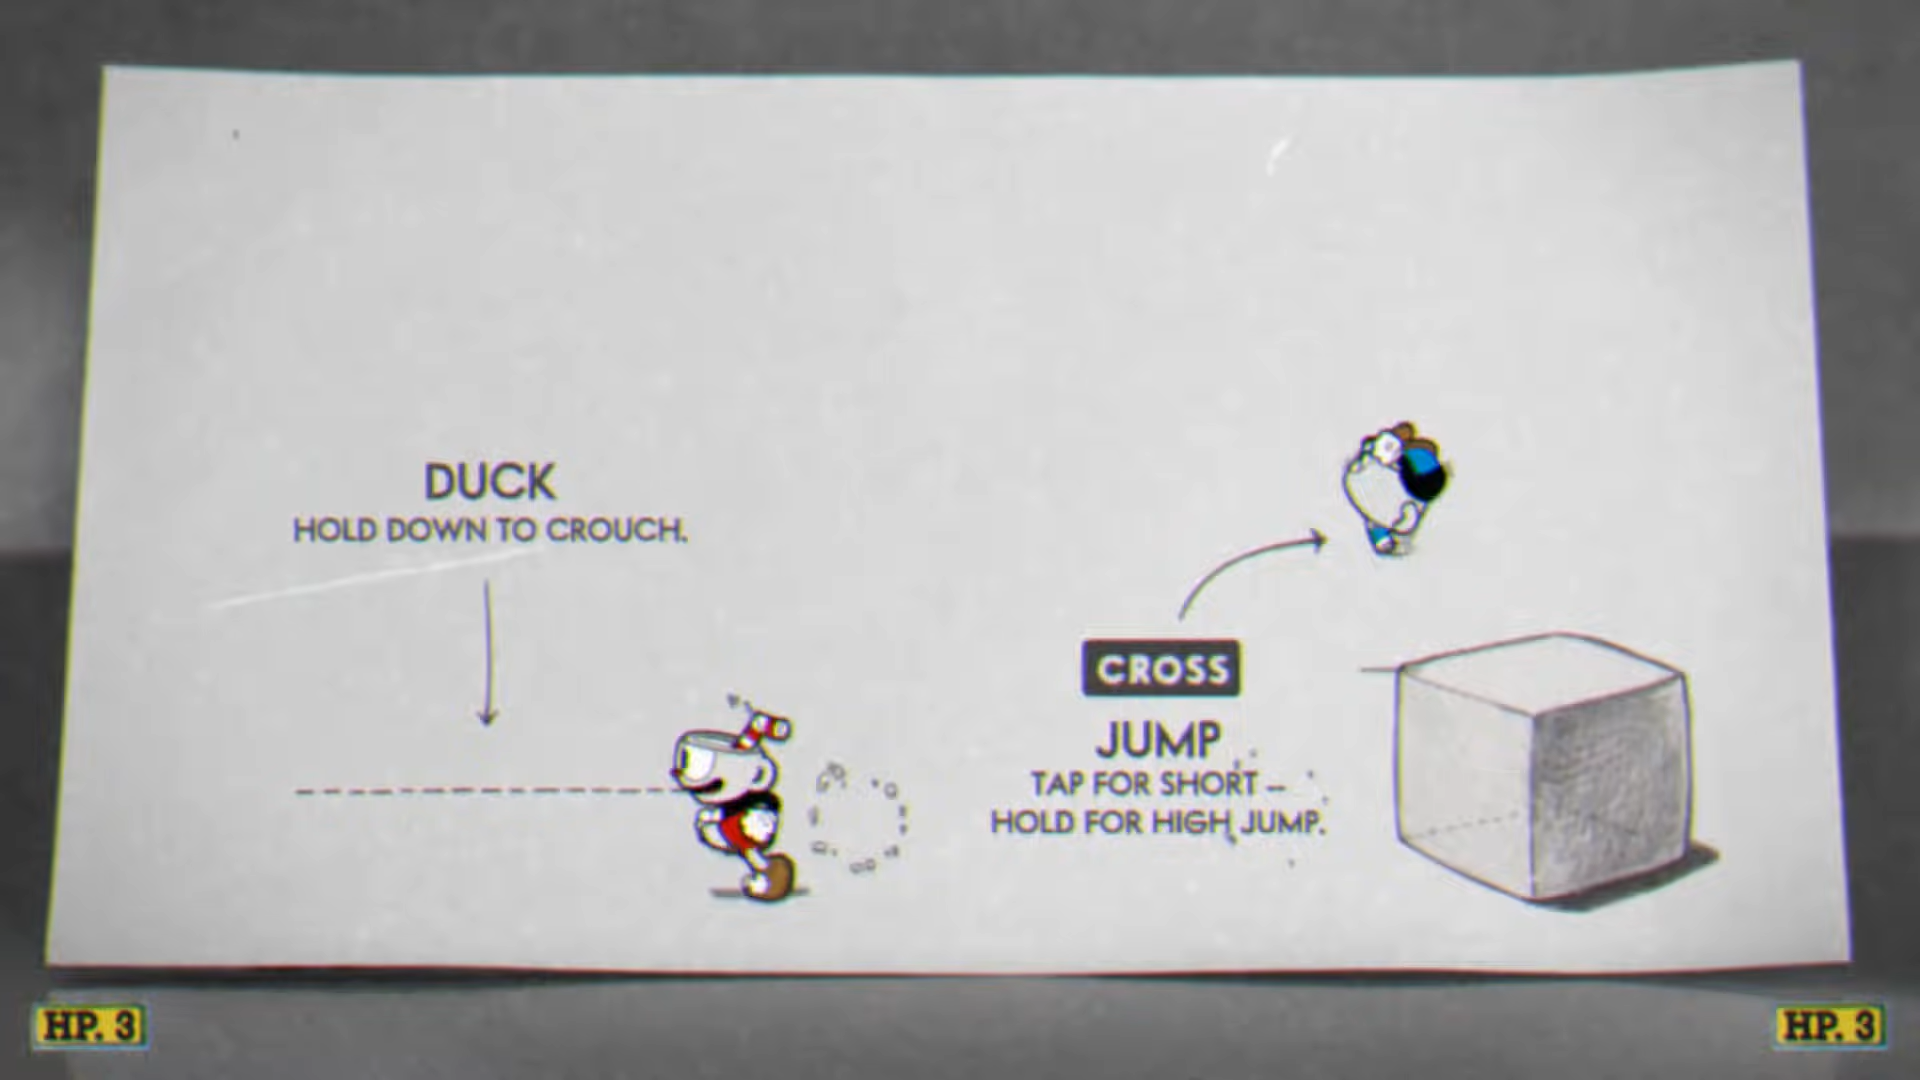 DUCK
HOLD DOWN TO CROUCH.
CROSS
JUMP
TAP FOR SHORT –
HOLD FOR HIGH JUMP.
HP. 3
HP. 3